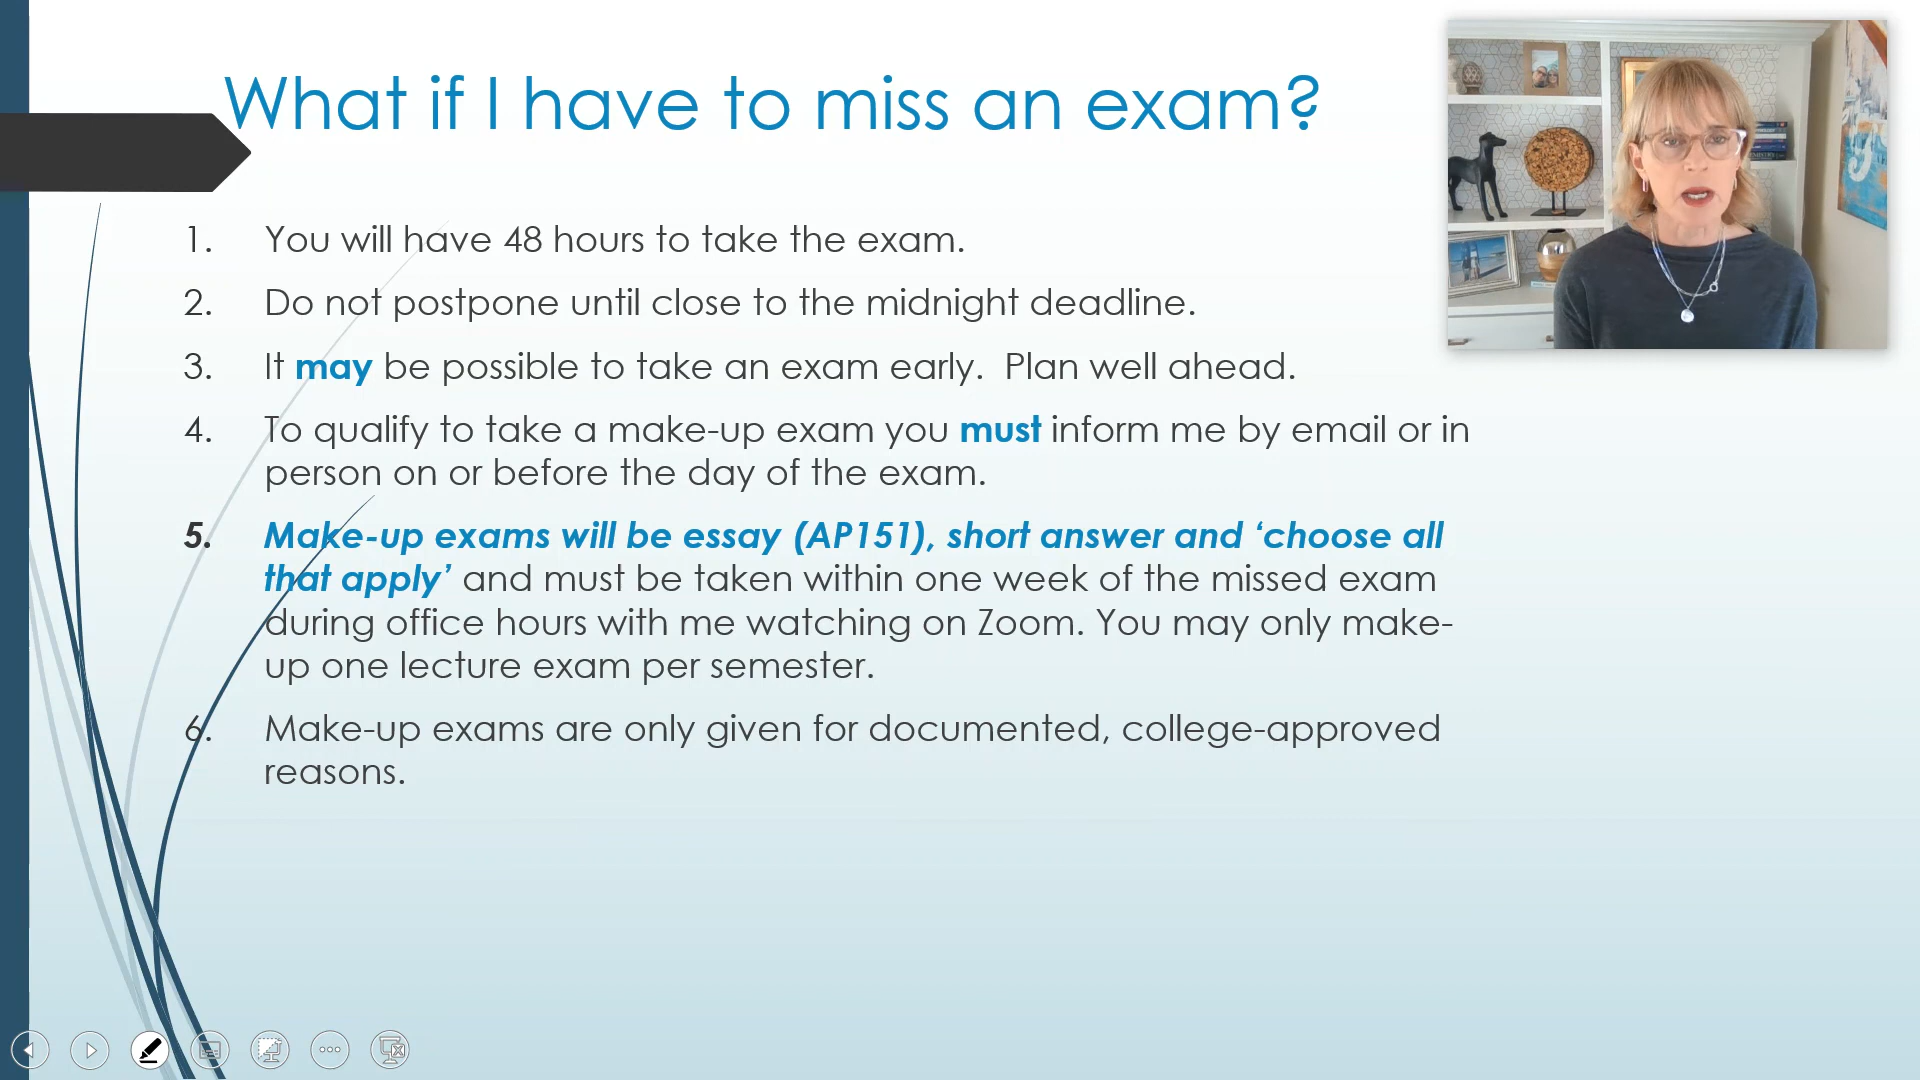 What if I have to miss an exam?
1. You will have 48 hours to take the exam.
2. Do not postpone until close to the midnight deadline.
3. It may be possible to take an exam early.  Plan well ahead.
4. To qualify to take a make-up exam you must inform me by email or in
person on or before the day of the exam.
5. Make-up exams will be essay (AP151), short answer and ‘choose all
that apply’ and must be taken within one week of the missed exam
during office hours with me watching on Zoom. You may only make-
up one lecture exam per semester.
6. Make-up exams are only given for documented, college-approved
reasons.